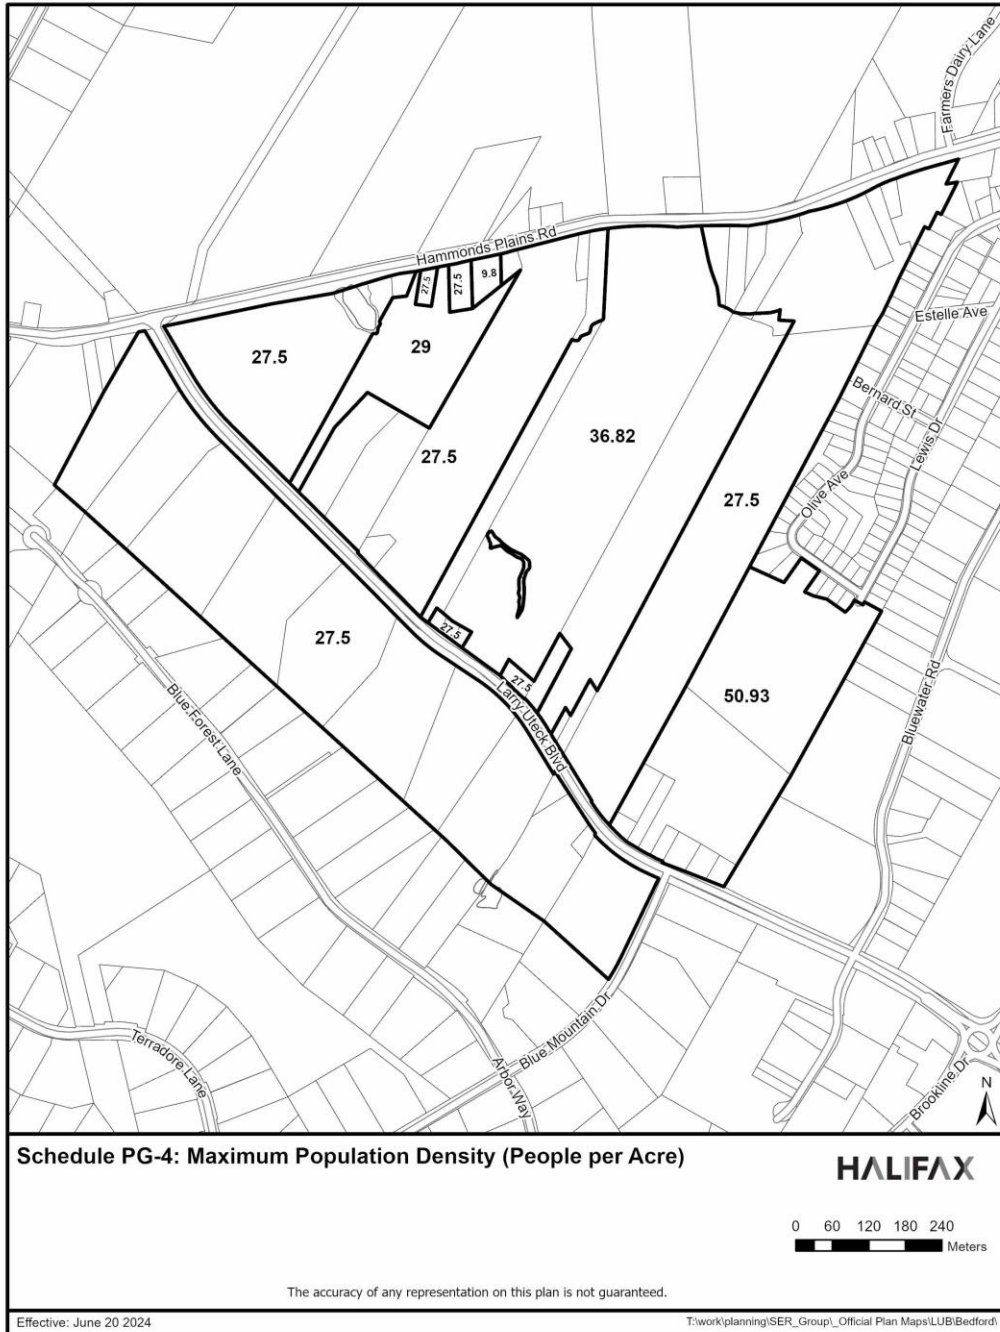 Farmers Dairy Lane
Hammonds Plains Rd
27.5
27.5
9.8
Estelle Ave
29
27.5
Bernard St
36.82
Lewis Dr
27.5
27.5
Olive Ave
27.5
27.5
27.5
Larry Uteck Blvd
50.93
Bluewater Rd
Blue Forest Lane
Blue Mountain Dr
Terradore Lane
Arbor Way
Brookline Dr
N
Schedule PG-4: Maximum Population Density (People per Acre)
HALIFAX
0 60 120 180 240
Meters
The accuracy of any representation on this plan is not guaranteed.
Effective: June 20 2024
T:\work\planning\SER_Group\_Official Plan Maps\LUB\Bedford\